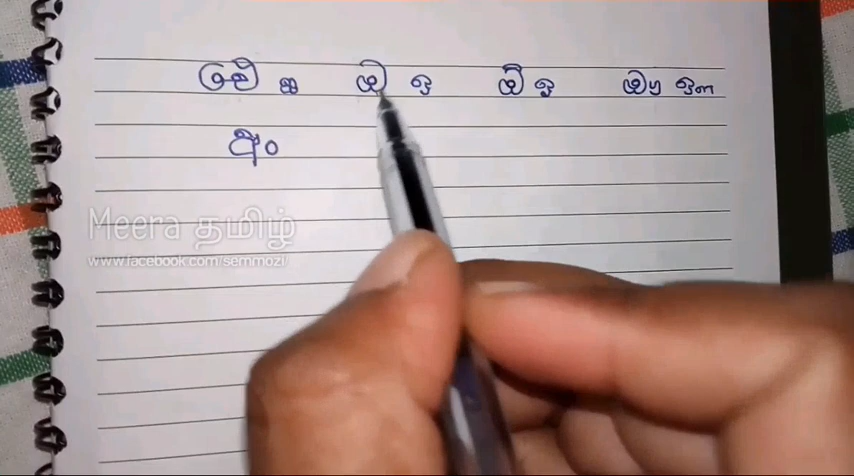 ඓ ஐ ඔ ஒ ඕ ஓ ඖ ஔ
අං
Meera தமிழ்
www.facebook.com/semmozi/